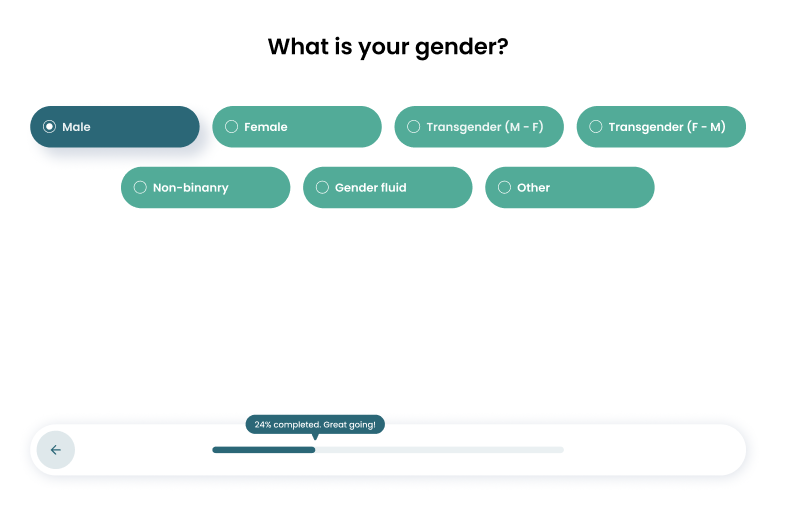 What is your gender?
Male
Female
Transgender (M - F)
Transgender (F - M)
Non-binanry
Gender fluid
Other
24% completed. Great going!